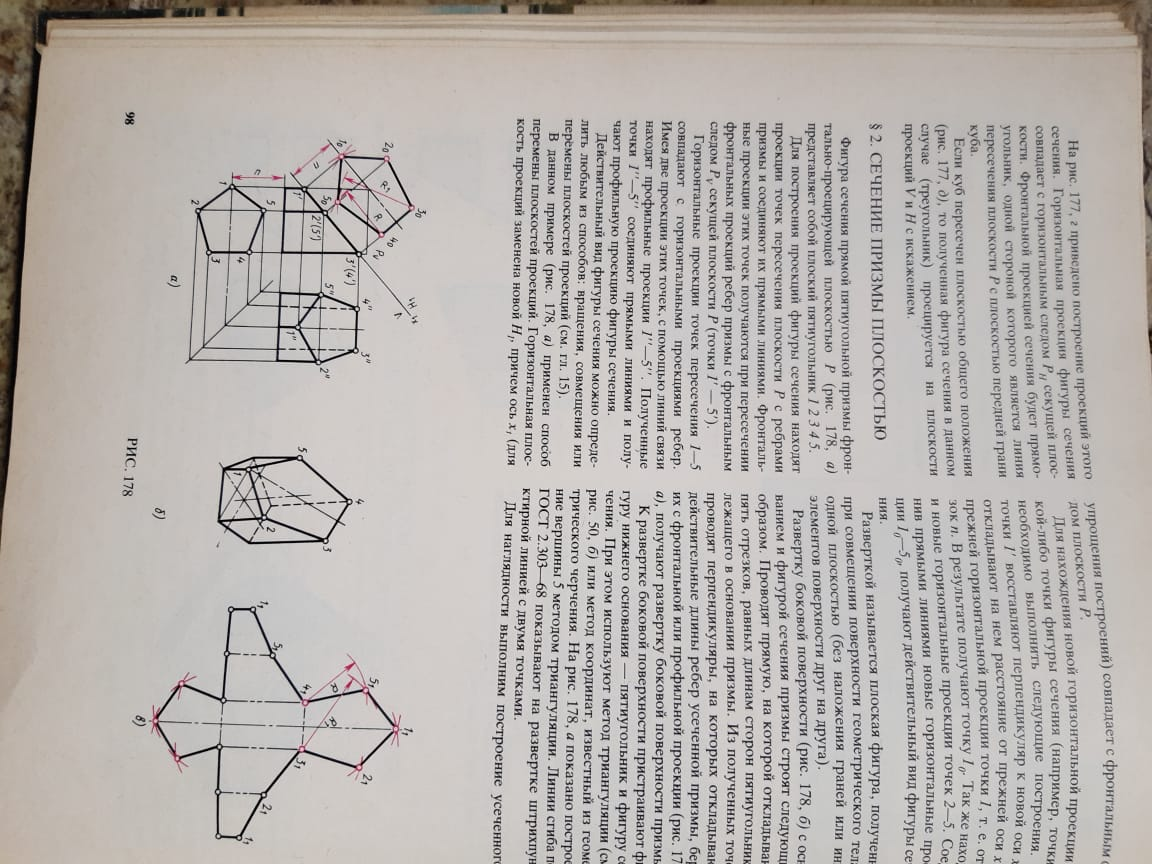 На рис. 177, г приведено построение проекций этого
сечения. Горизонтальная проекция фигуры сечения
совпадает с горизонтальным следом P_H секущей плос-
кости. Фронтальной проекцией сечения будет прямо-
угольник, одной стороной которого является линия
пересечения плоскости P с плоскостью передней грани
куба.
Если куб пересечен плоскостью общего положения
(рис. 177, д), то полученная фигура сечения в данном
случае (треугольник) проецируется на плоскости
проекций V и H с искажением.
§ 2. СЕЧЕНИЕ ПРИЗМЫ ПЛОСКОСТЬЮ
Фигура сечения прямой пятиугольной призмы фрон-
тально-проецирующей плоскостью P (рис. 178, а)
представляет собой плоский пятиугольник 1 2 3 4 5.
Для построения проекций фигуры сечения находят
проекции точек пересечения плоскости P с ребрами
призмы и соединяют их прямыми линиями. Фронталь-
ные проекции этих точек получаются при пересечении
фронтальных проекций ребер призмы с фронтальным
следом P_V секущей плоскости P (точки 1′—5′).
Горизонтальные проекции точек пересечения 1—5
совпадают с горизонтальными проекциями ребер.
Имея две проекции этих точек, с помощью линий связи
находят профильные проекции 1″—5″. Полученные
точки 1″—5″ соединяют прямыми линиями и полу-
чают профильную проекцию фигуры сечения.
Действительный вид фигуры сечения можно опреде-
лить любым из способов: вращения, совмещения или
перемены плоскостей проекций (см. гл. 15).
В данном примере (рис. 178, а) применен способ
перемены плоскостей проекций. Горизонтальная плос-
кость проекций заменена новой H₁, причем ось x₁ (для
упрощения построений) совпадает с фронтальным
дом плоскости P.
Для нахождения новой горизонтальной проекции
кой-либо точки фигуры сечения (например, точк
необходимо выполнить следующие построения.
точки 1′ восставляют перпендикуляр к новой оси
откладывают на нем расстояние от прежней оси x
прежней горизонтальной проекции точки 1, т. е. от
зок n. В результате получают точку 1₀. Так же нахо
и новые горизонтальные проекции точек 2—5. Сое
нив прямыми линиями новые горизонтальные про
ции 1₀—5₀, получают действительный вид фигуры се
ния.
Разверткой называется плоская фигура, получен
при совмещении поверхности геометрического тел
одной плоскостью (без наложения граней или ин
элементов поверхности друг на друга).
Развертку боковой поверхности (рис. 178, б) с ос
ванием и фигурой сечения призмы строят следующ
образом. Проводят прямую, на которой откладыва
пять отрезков, равных длинам сторон пятиугольник
лежащего в основании призмы. Из полученных точ
проводят перпендикуляры, на которых откладываю
действительные длины ребер усеченной призмы, бер
их с фронтальной или профильной проекции (рис. 17
а), получают развертку боковой поверхности призм
К развертке боковой поверхности пристраивают фи
гуру нижнего основания — пятиугольник и фигуру с
чения. При этом используют метод триангуляции (см
рис. 50, б) или метод координат, известный из геоме
трического черчения. На рис. 178, а показано построе
ние вершины 5 методом триангуляции. Линии сгиба п
ГОСТ 2.303—68 показывают на развертке штрихпун
ктирной линией с двумя точками.
Для наглядности выполним построение усеченного
а)
б)
в)
РИС. 178
98